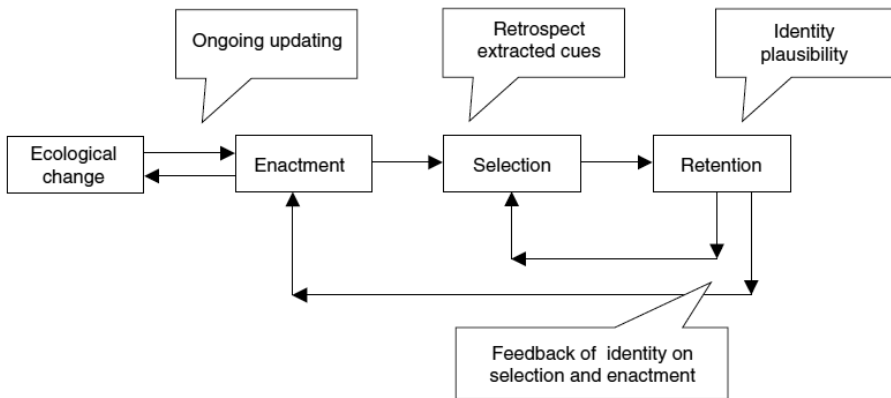 Ongoing updating
Retrospect
extracted cues
Identity
plausibility
Ecological
change
Enactment
Selection
Retention
Feedback of identity on
selection and enactment